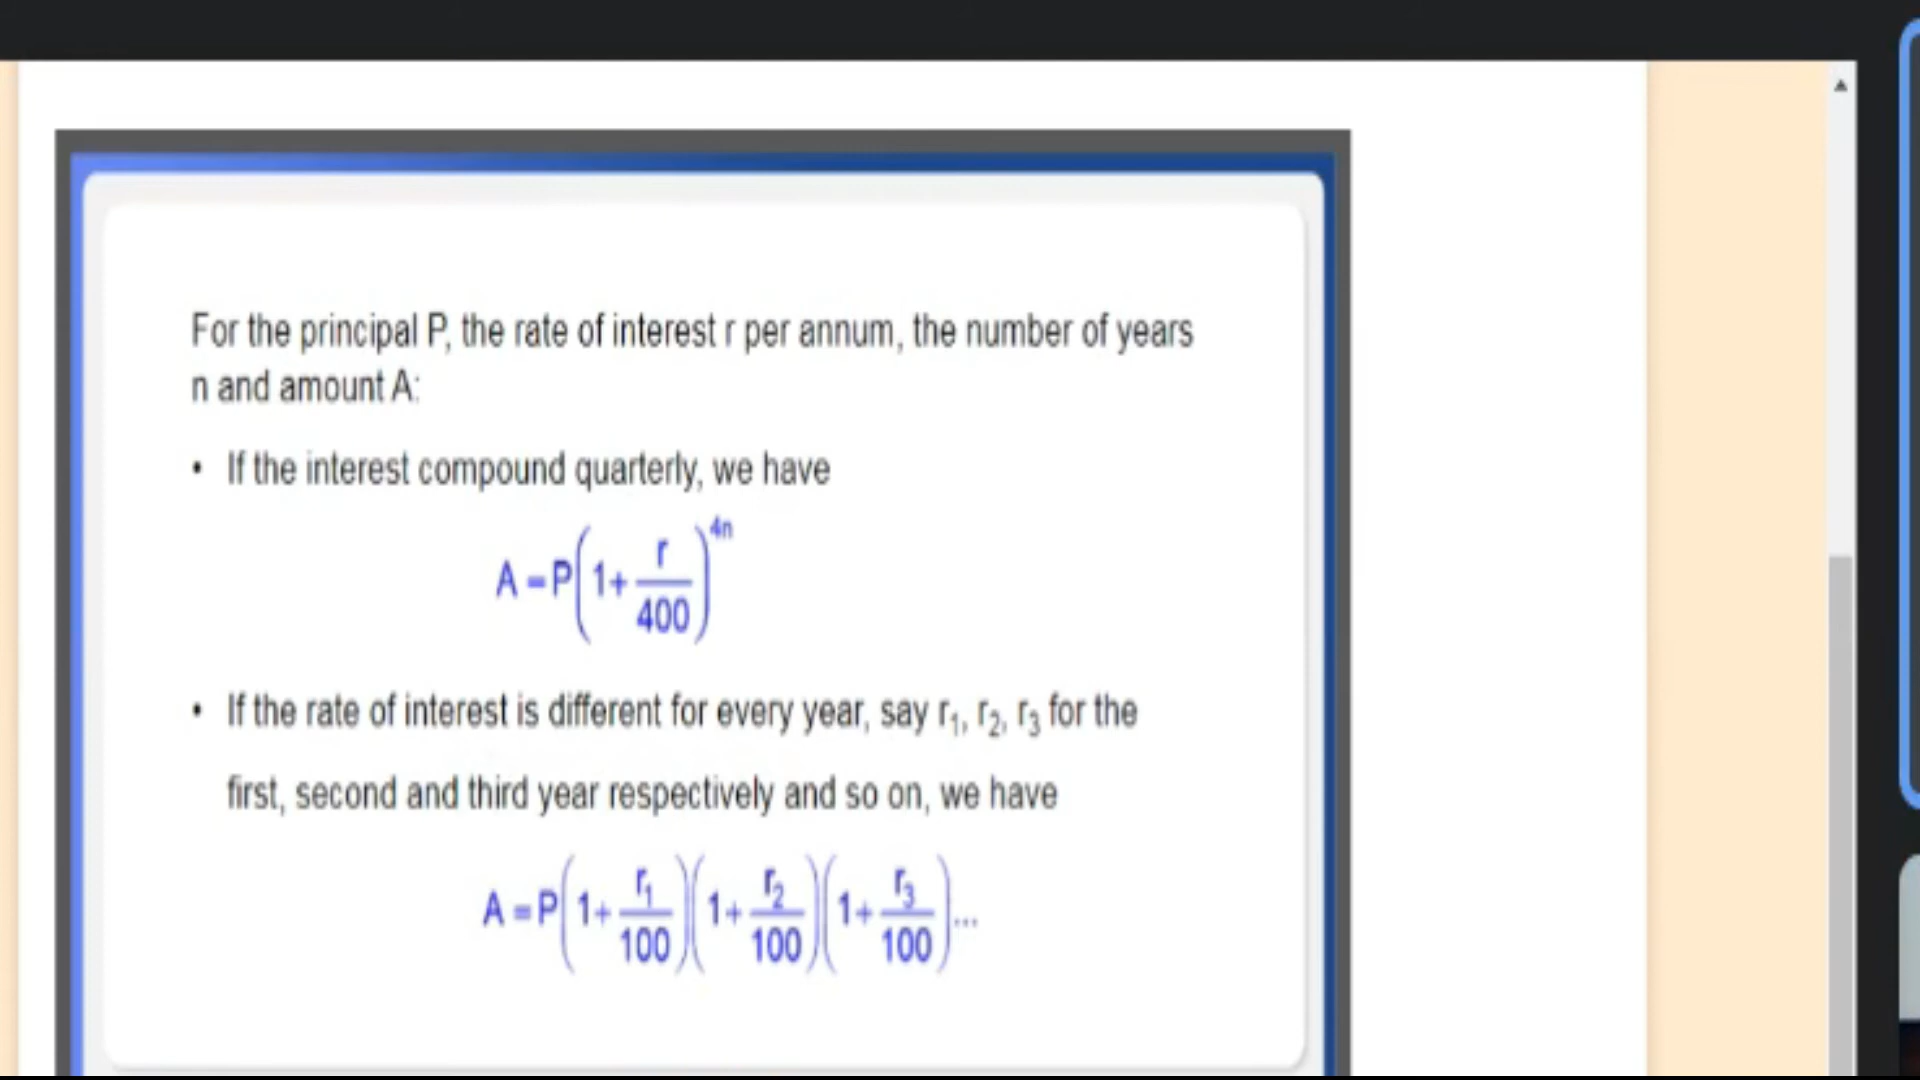 For the principal P, the rate of interest r per annum, the number of years
n and amount A:
• If the interest compound quarterly, we have
A = P(1 + r/400)^4n
• If the rate of interest is different for every year, say r₁, r₂, r₃ for the
first, second and third year respectively and so on, we have
A = P(1 + r₁/100)(1 + r₂/100)(1 + r₃/100)...